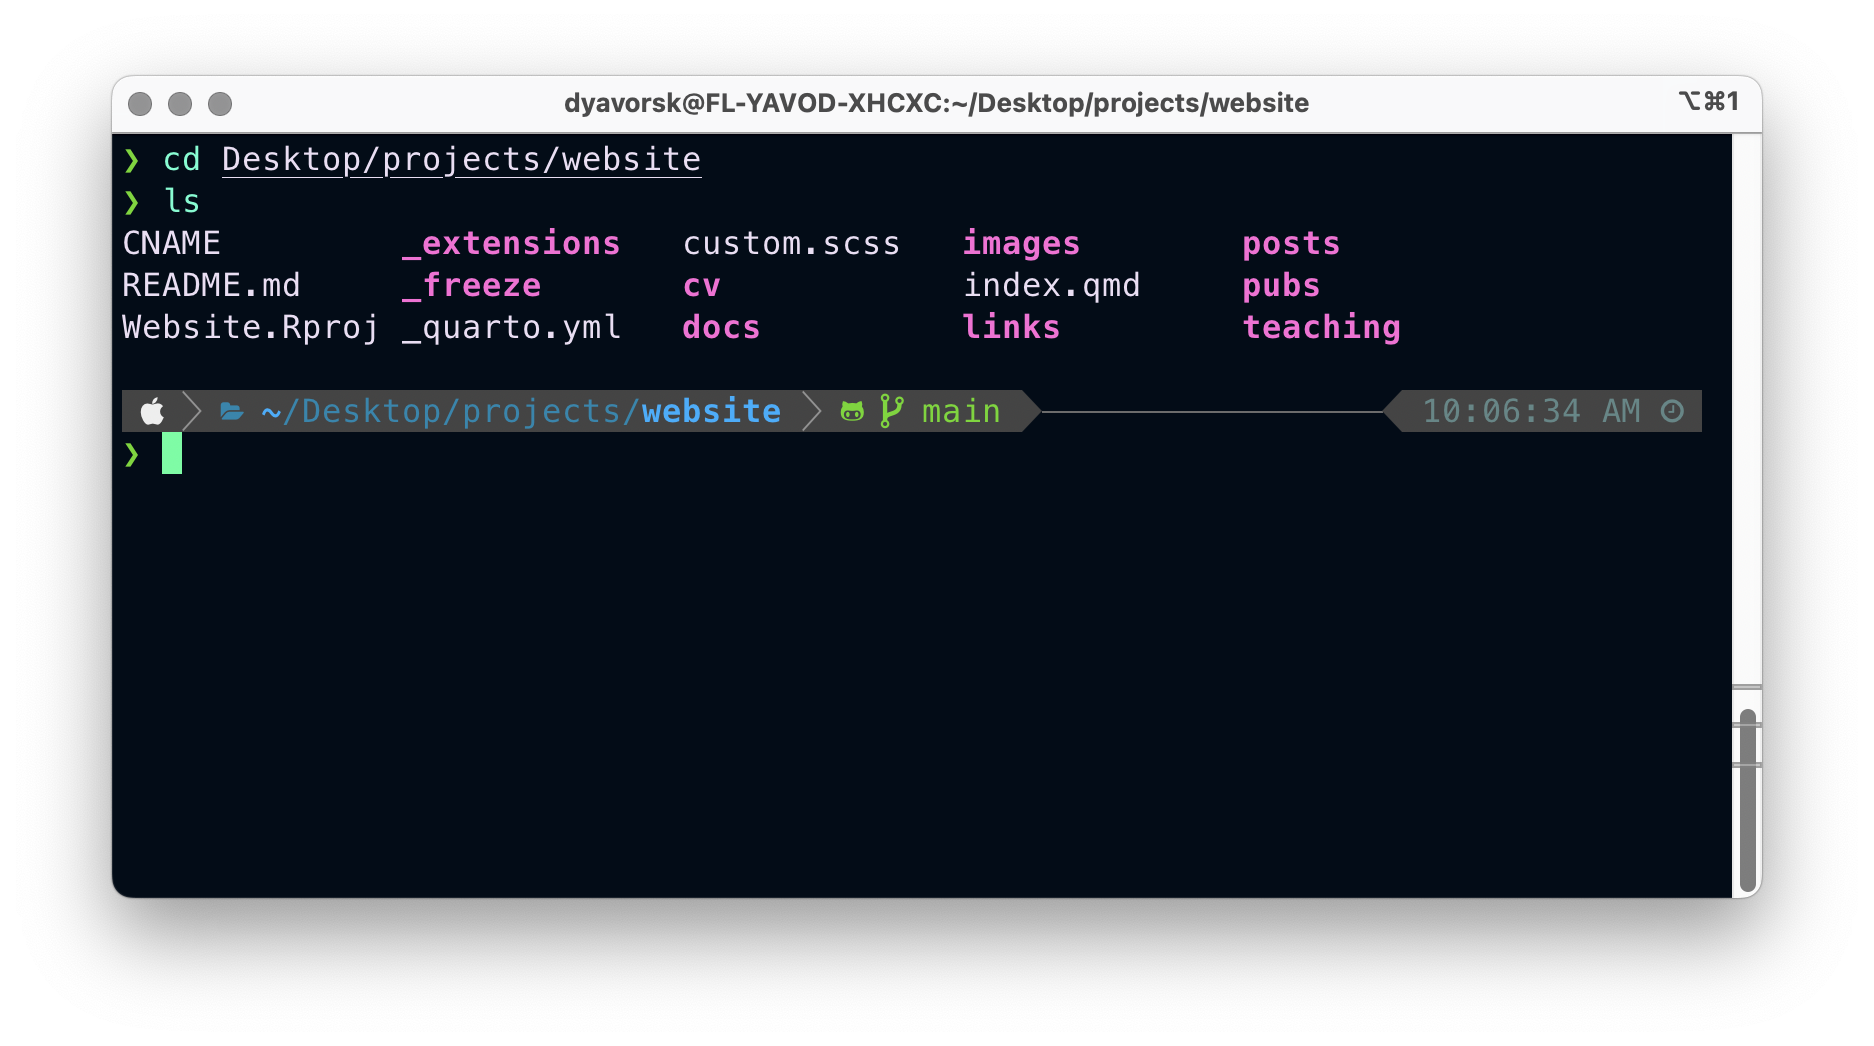 dyavorsk@FL-YAVOD-XHCXC:~/Desktop/projects/website ⌥⌘1
❯ cd Desktop/projects/website
❯ ls
CNAME _extensions custom.scss images posts
README.md _freeze cv index.qmd pubs
Website.Rproj _quarto.yml docs links teaching
~/Desktop/projects/website main 10:06:34 AM
❯